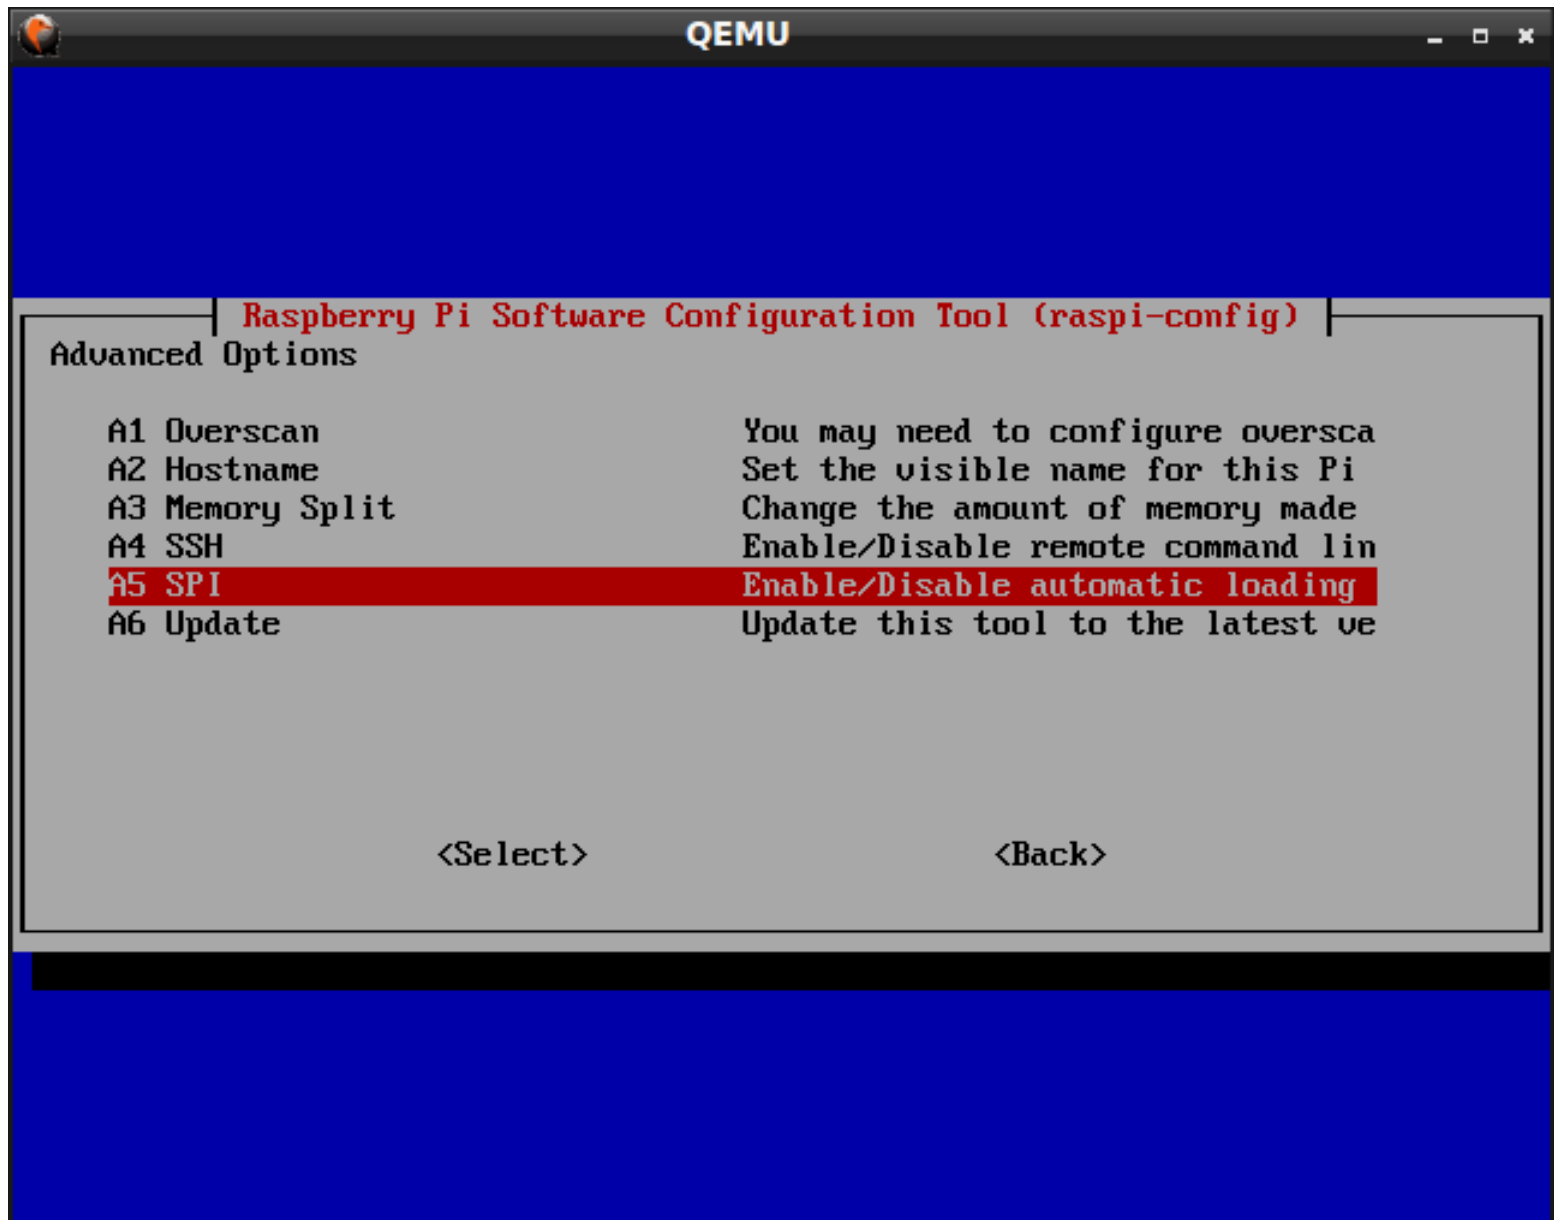 QEMU
Raspberry Pi Software Configuration Tool (raspi-config)
Advanced Options
A1 Overscan You may need to configure oversca
A2 Hostname Set the visible name for this Pi
A3 Memory Split Change the amount of memory made
A4 SSH Enable/Disable remote command lin
A5 SPI Enable/Disable automatic loading
A6 Update Update this tool to the latest ve
<Select> <Back>